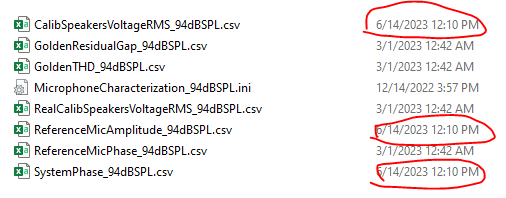 CalibSpeakersVoltageRMS_94dBSPL.csv 6/14/2023 12:10 PM
GoldenResidualGap_94dBSPL.csv 3/1/2023 12:42 AM
GoldenTHD_94dBSPL.csv 3/1/2023 12:42 AM
MicrophoneCharacterization_94dBSPL.ini 12/14/2022 3:57 PM
RealCalibSpeakersVoltageRMS_94dBSPL.csv 3/1/2023 12:42 AM
ReferenceMicAmplitude_94dBSPL.csv 6/14/2023 12:10 PM
ReferenceMicPhase_94dBSPL.csv 3/1/2023 12:42 AM
SystemPhase_94dBSPL.csv 6/14/2023 12:10 PM